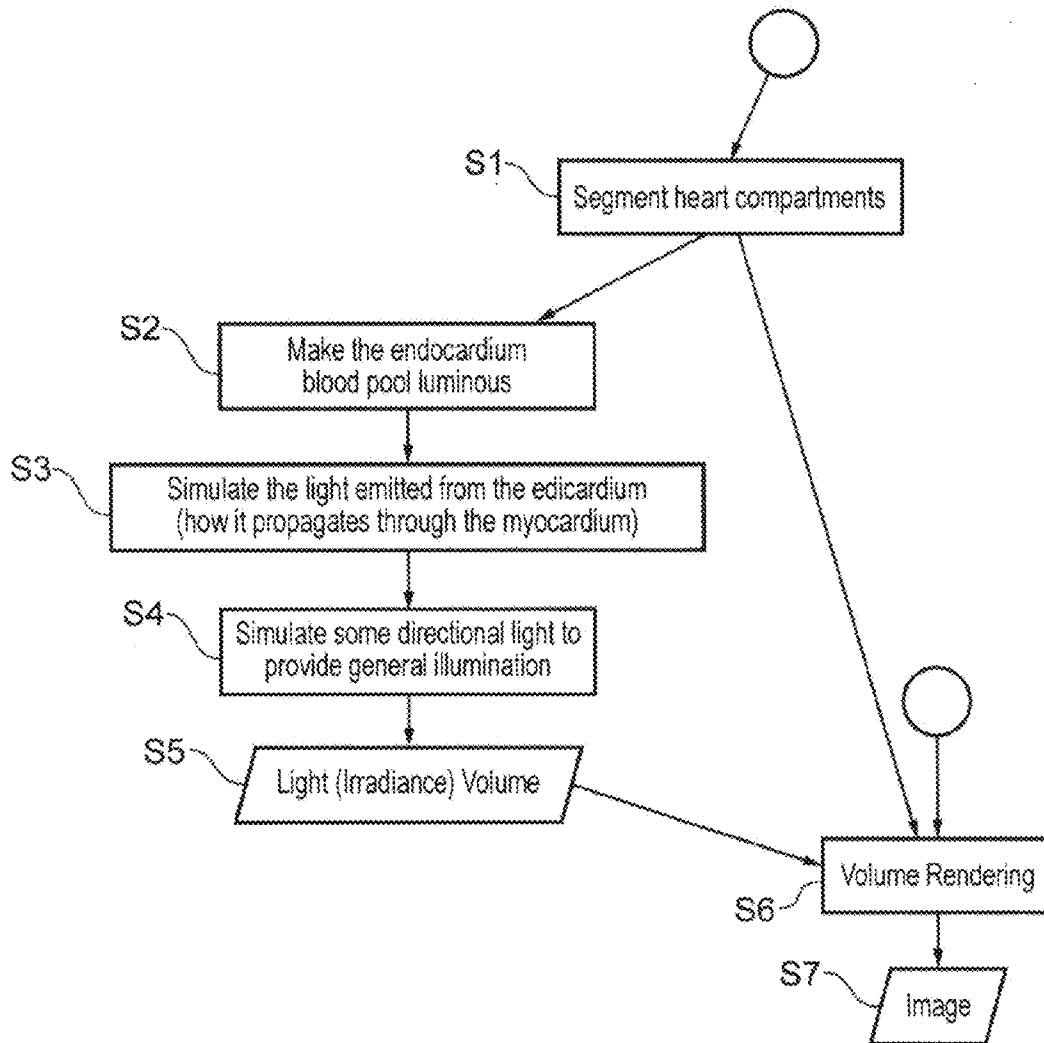 S1
Segment heart compartments
S2
Make the endocardium
blood pool luminous
S3
Simulate the light emitted from the edicardium
(how it propagates through the myocardium)
S4
Simulate some directional light to
provide general illumination
S5
Light (Irradiance) Volume
Volume Rendering
S6
S7
Image